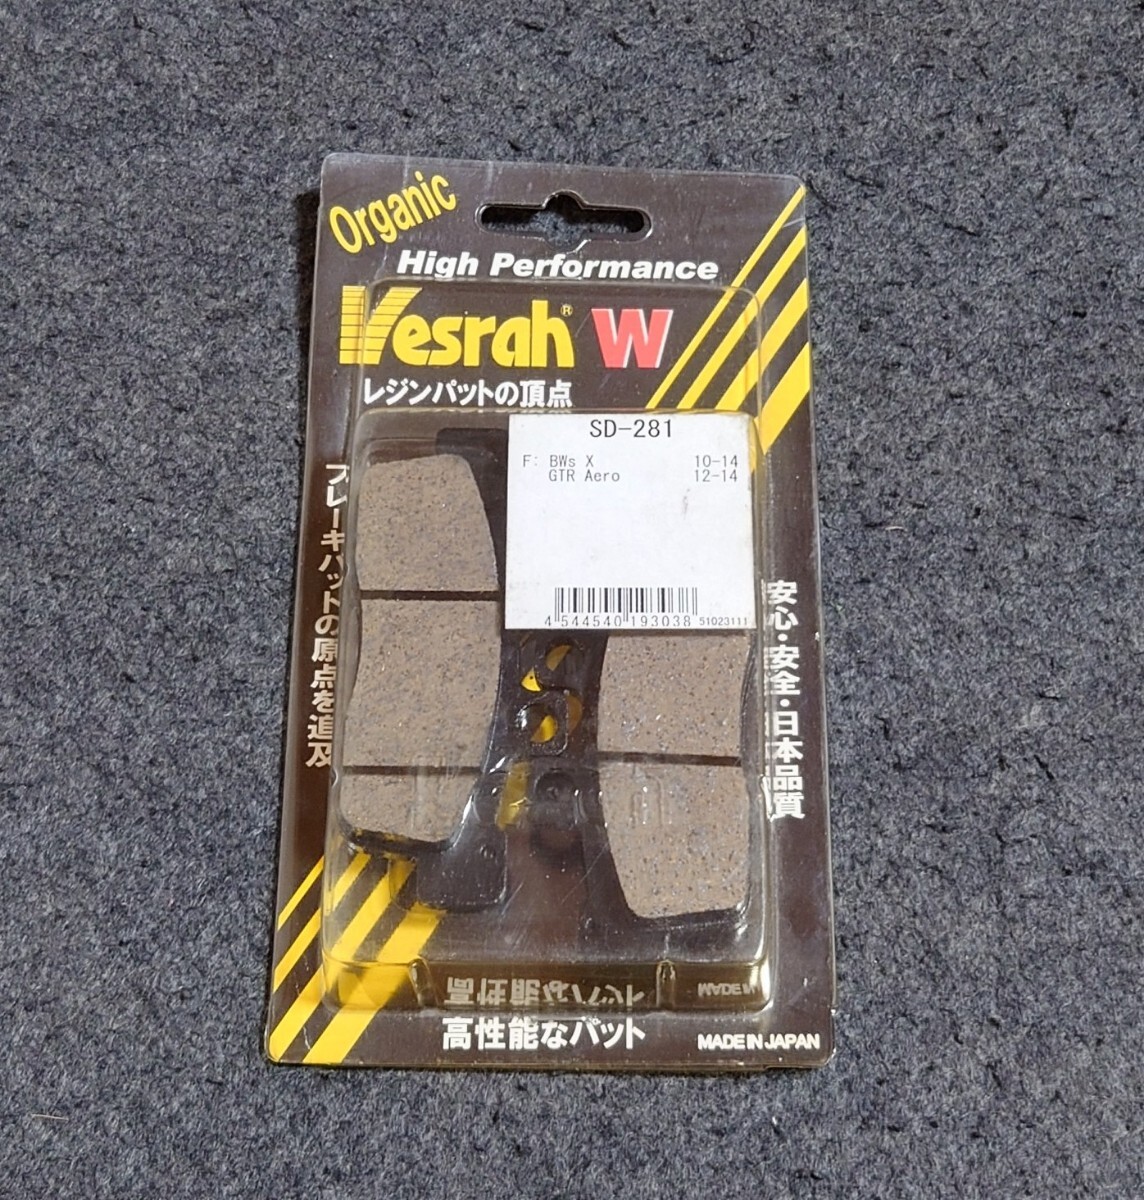 Organic
High Performance
Vesrah® W
レジンパットの頂点
SD-281
F: BWs X 10-14
GTR Aero 12-14
4 544540 193038 51023111
ブレーキパットの原点を追及
安心・安全・日本品質
高性能なパット
MADE IN JAPAN